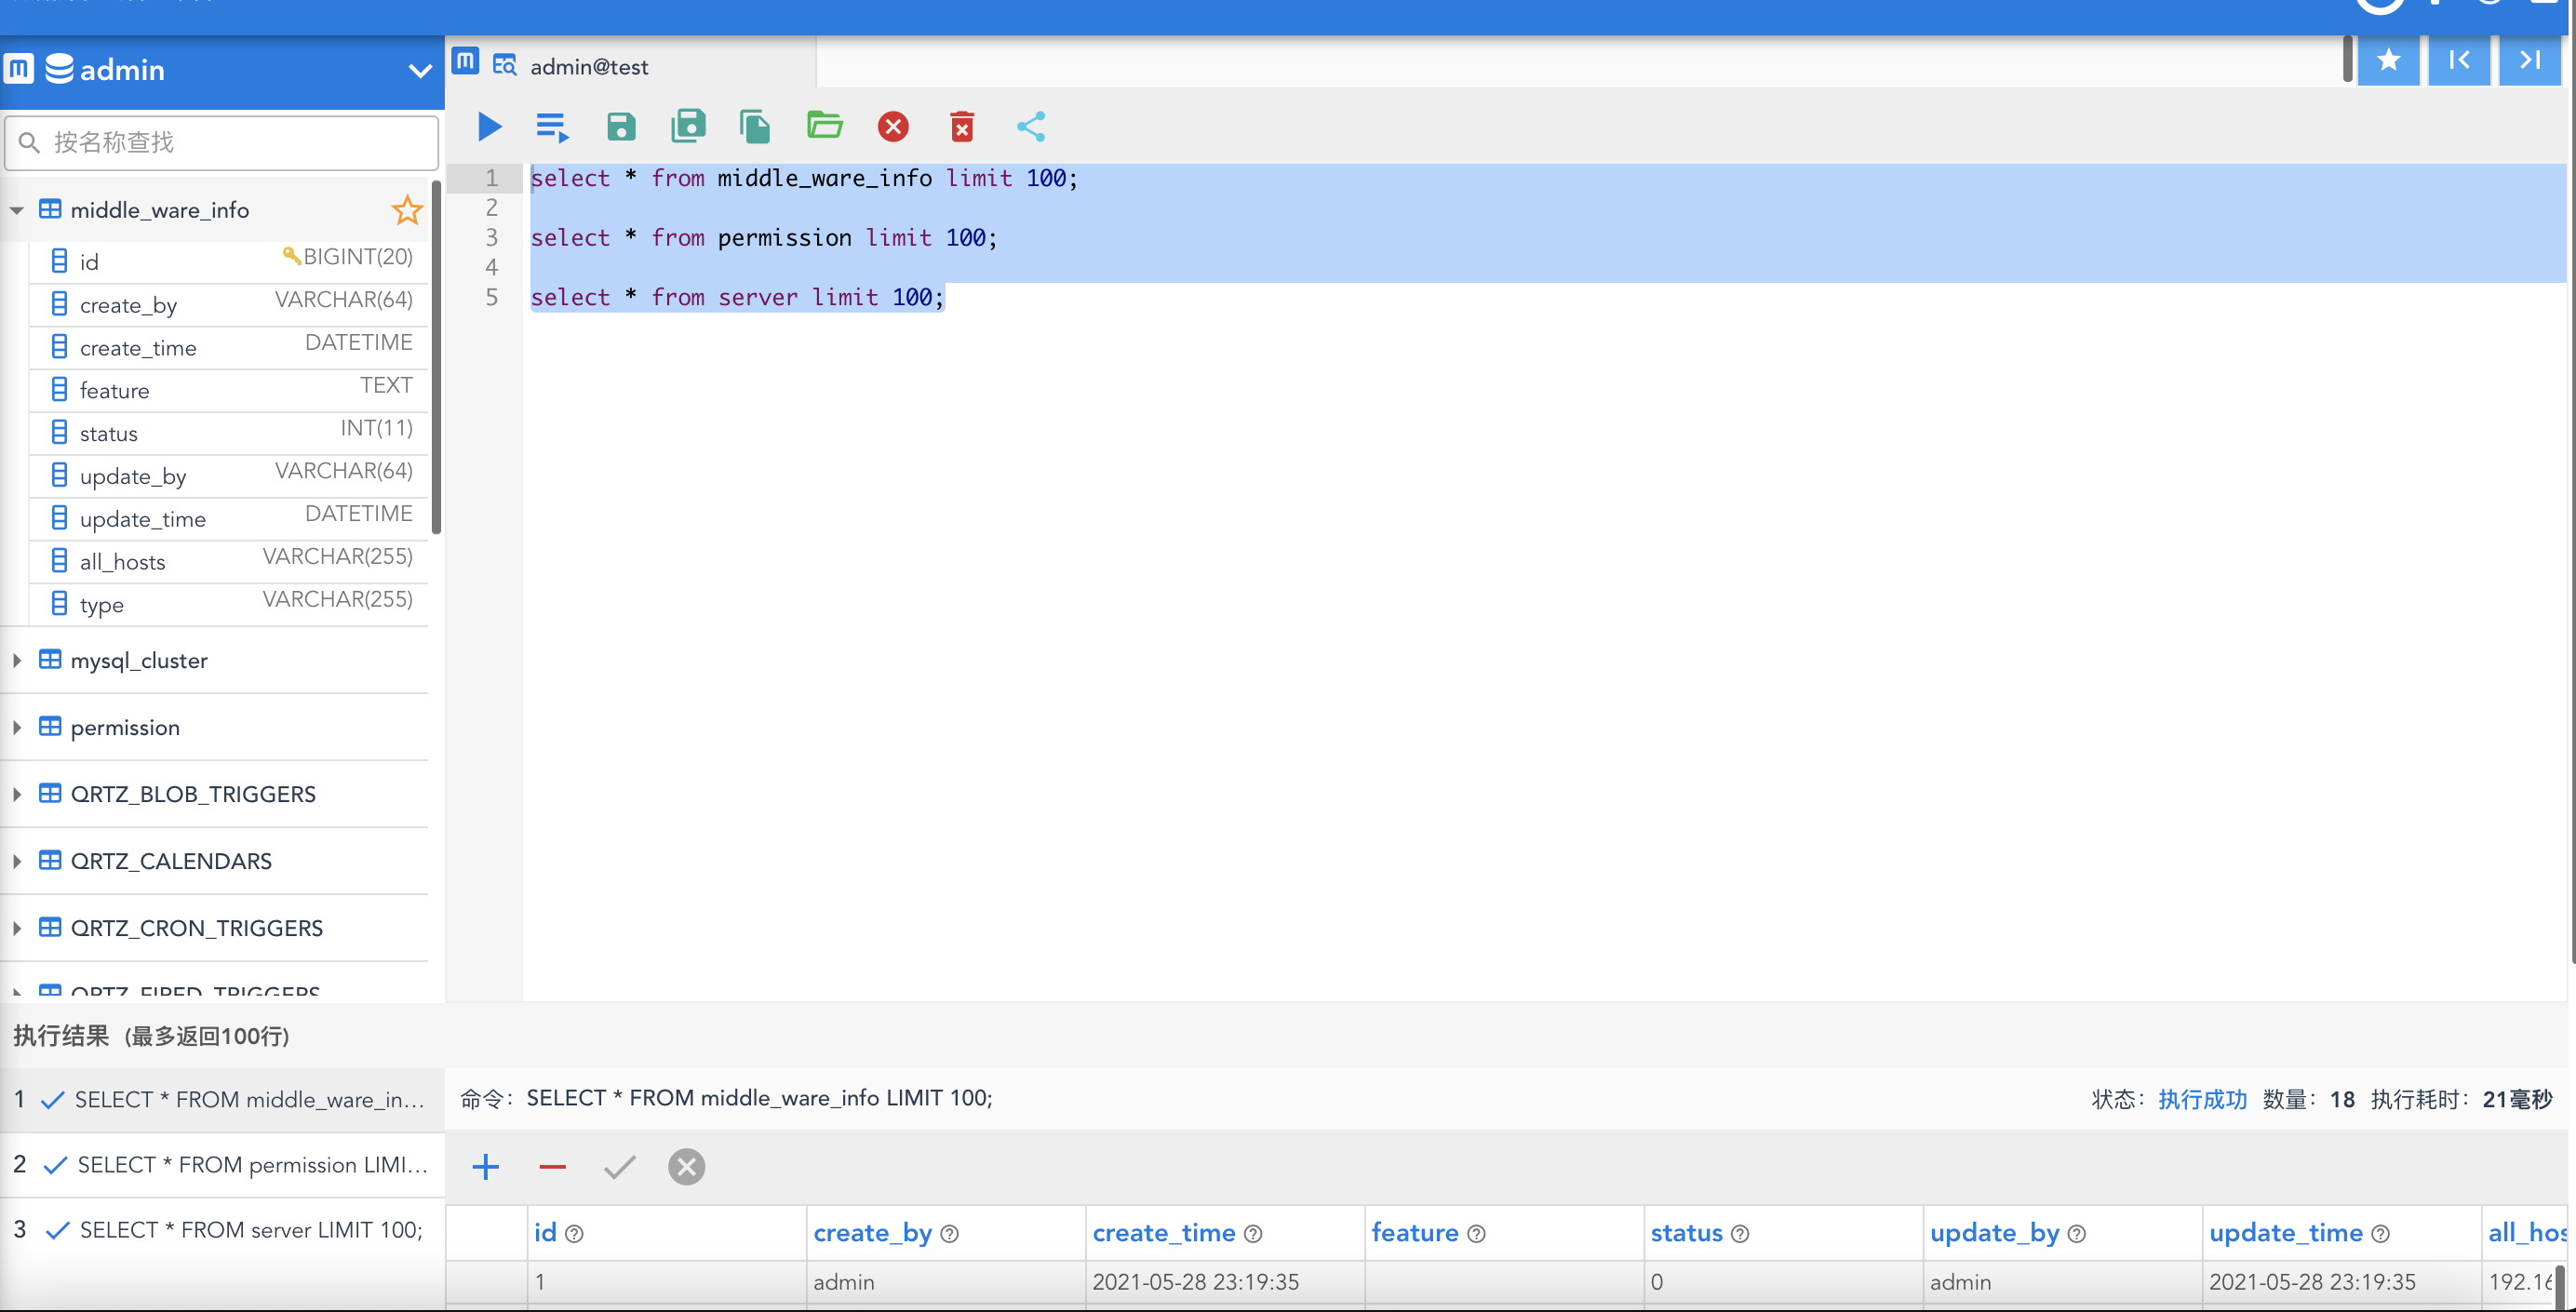 admin
admin@test
按名称查找
middle_ware_info
id BIGINT(20)
create_by VARCHAR(64)
create_time DATETIME
feature TEXT
status INT(11)
update_by VARCHAR(64)
update_time DATETIME
all_hosts VARCHAR(255)
type VARCHAR(255)
mysql_cluster
permission
QRTZ_BLOB_TRIGGERS
QRTZ_CALENDARS
QRTZ_CRON_TRIGGERS
QRTZ_FIRED_TRIGGERS
1 select * from middle_ware_info limit 100;
2
3 select * from permission limit 100;
4
5 select * from server limit 100;
执行结果 (最多返回100行)
1 SELECT * FROM middle_ware_in...
2 SELECT * FROM permission LIMI...
3 SELECT * FROM server LIMIT 100;
命令: SELECT * FROM middle_ware_info LIMIT 100;
状态: 执行成功 数量: 18 执行耗时: 21毫秒
id create_by create_time feature status update_by update_time all_hos
1 admin 2021-05-28 23:19:35 0 admin 2021-05-28 23:19:35 192.16